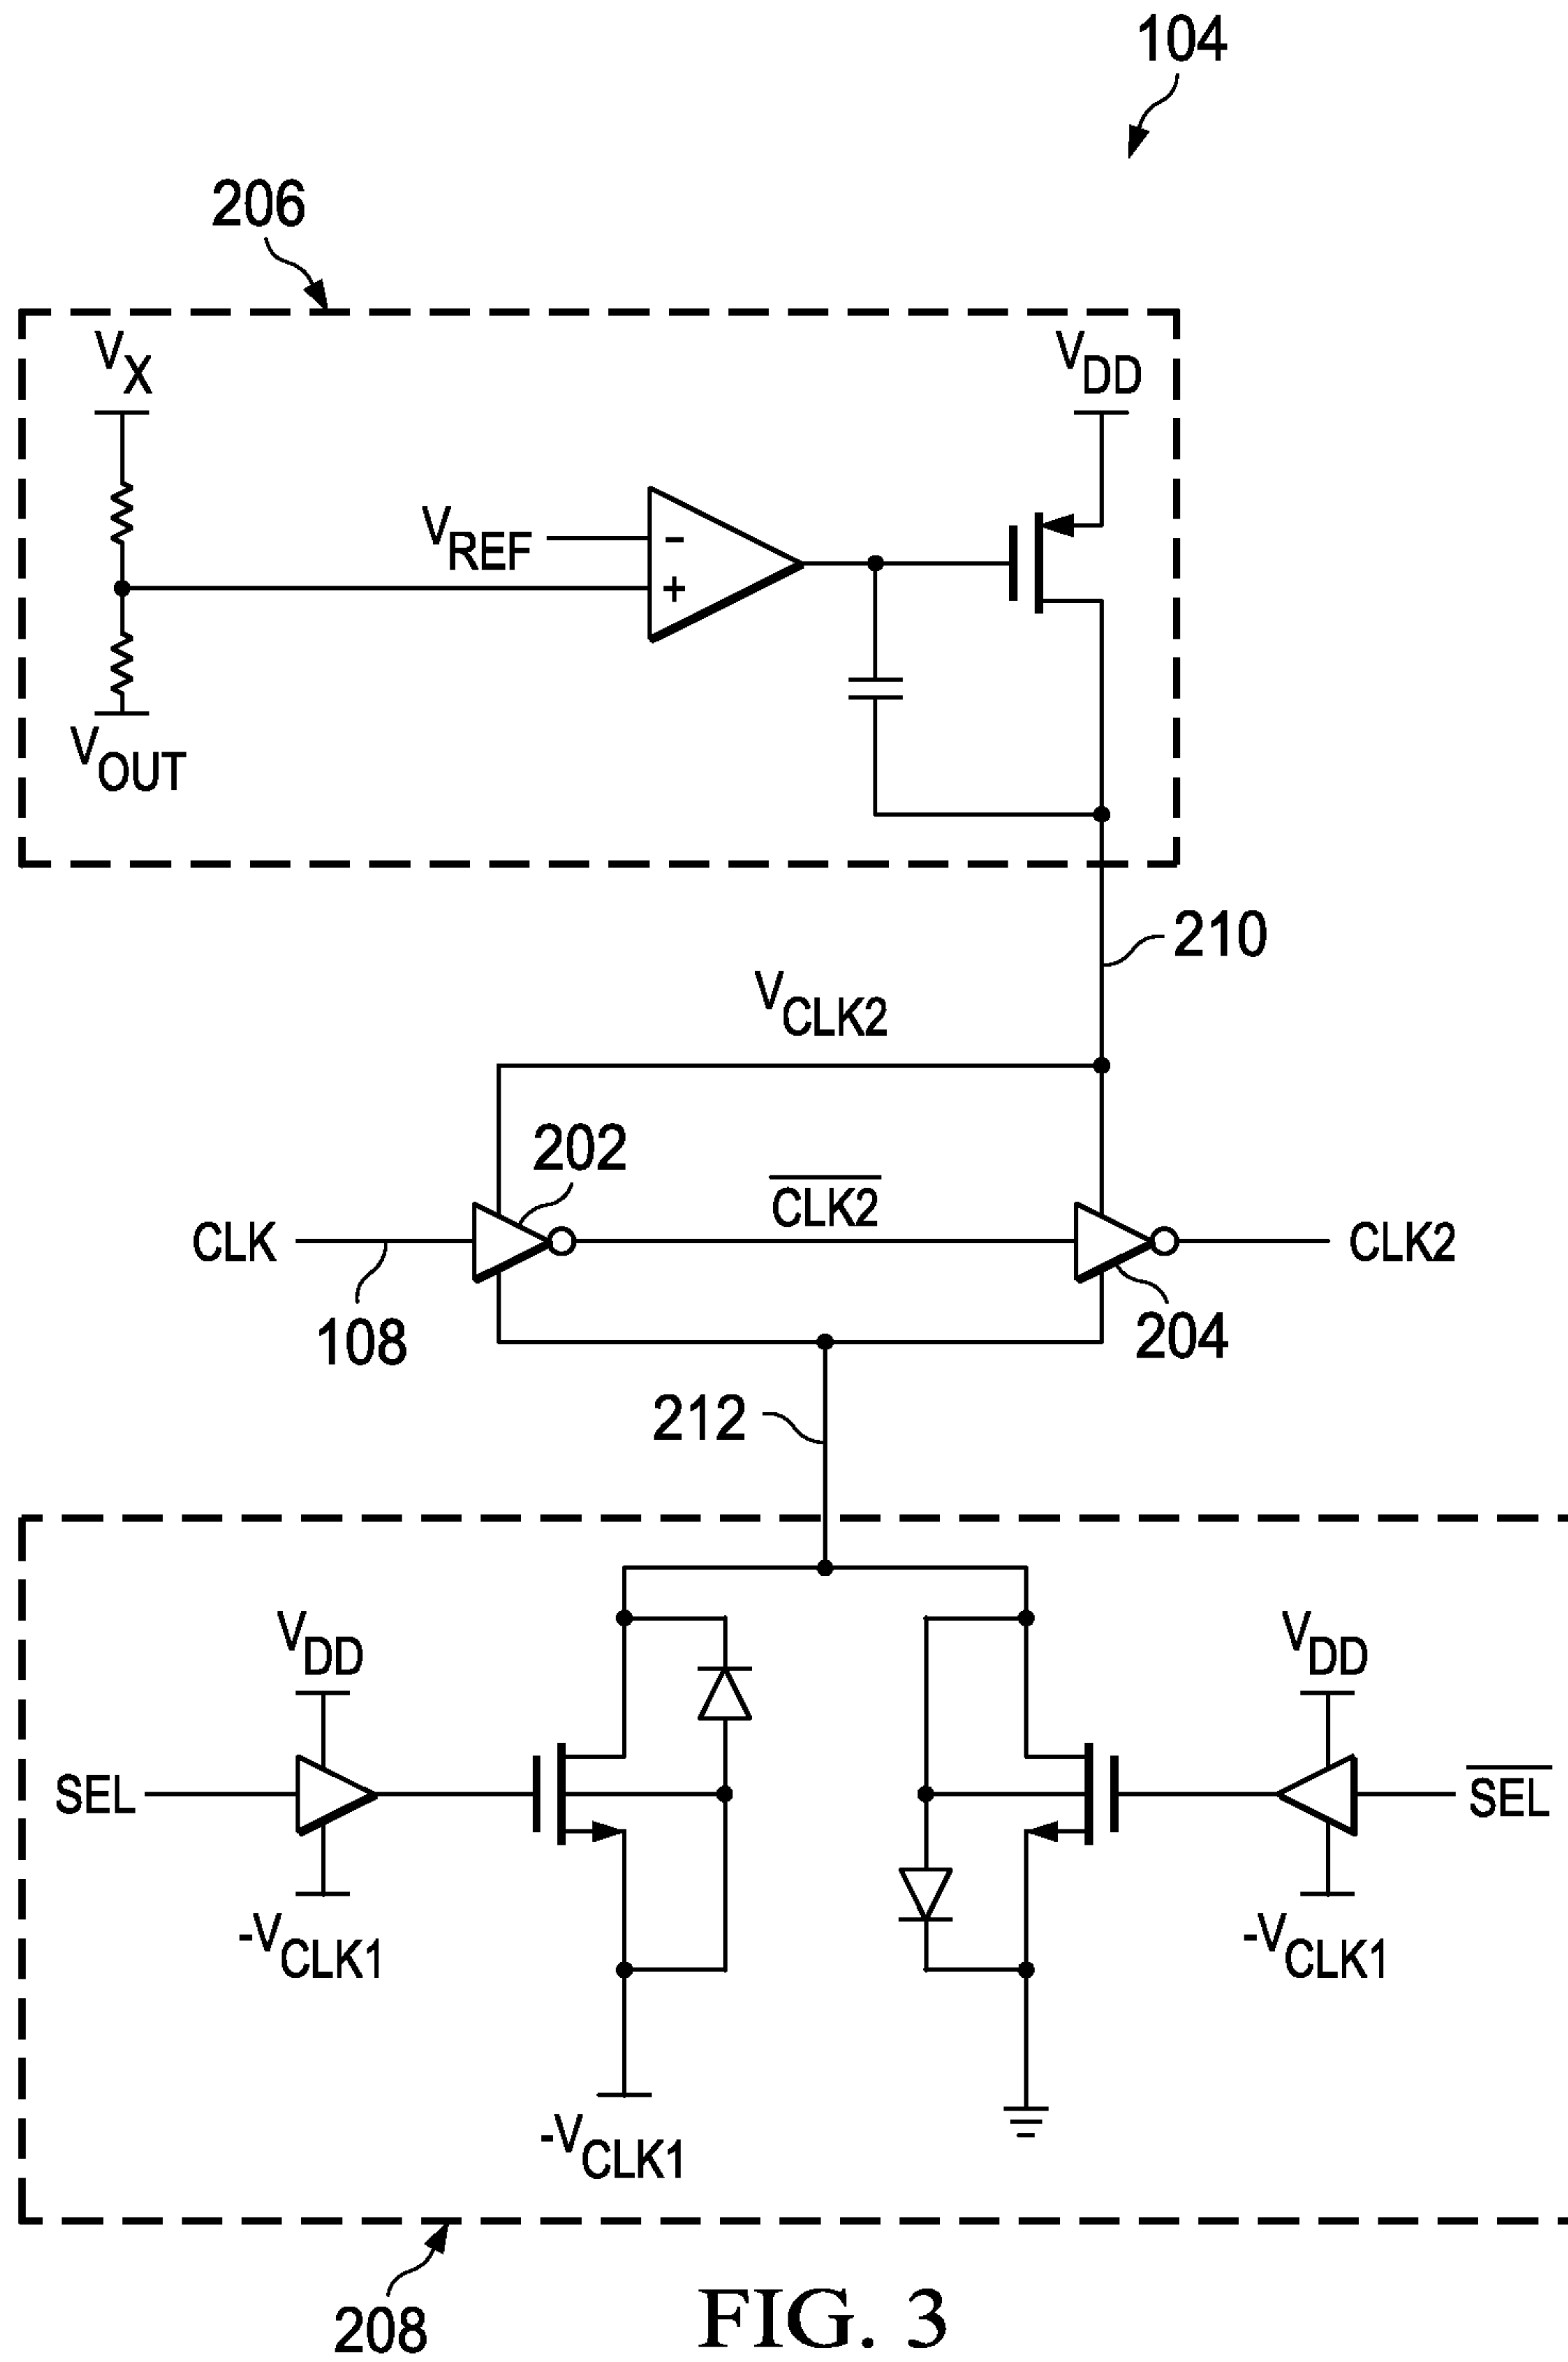 104
206
VX
VDD
VREF
-
+
VOUT
210
VCLK2
202
CLK
CLK2
CLK2
108
204
212
VDD
VDD
SEL
SEL
-VCLK1
-VCLK1
-VCLK1
208
FIG. 3